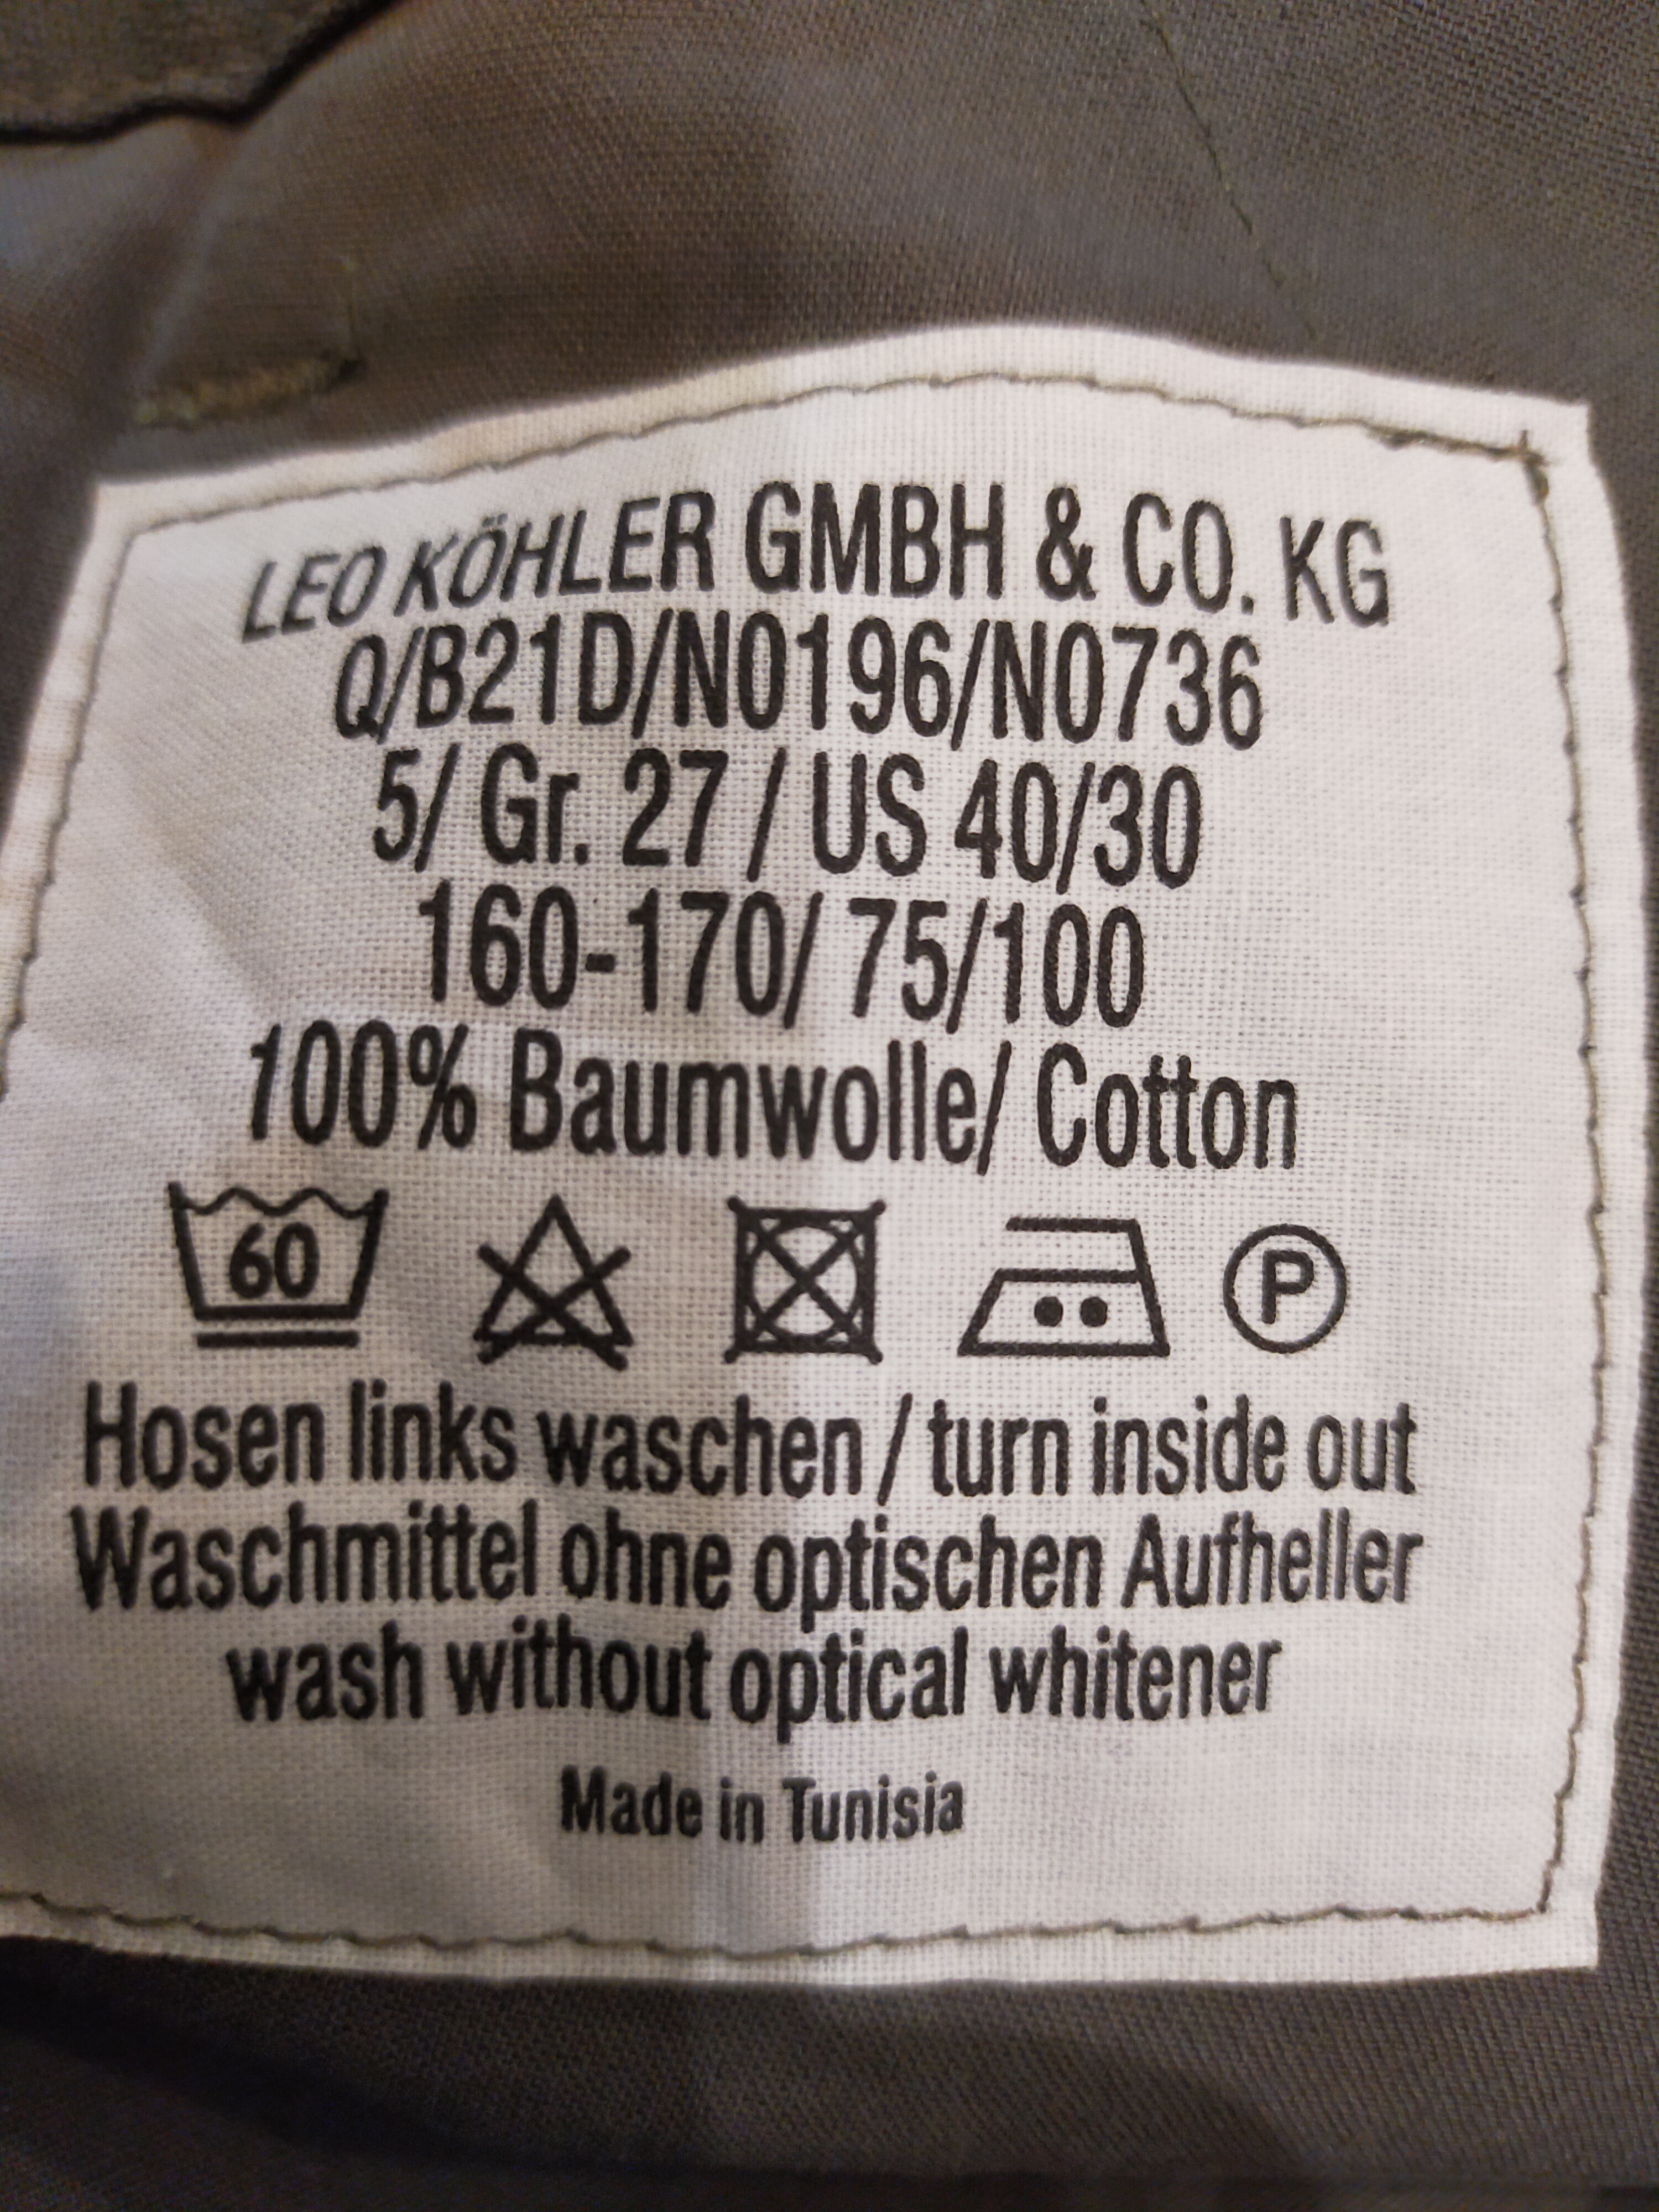 LEO KÖHLER GMBH & CO. KG
Q/B21D/N0196/N0736
5/ Gr. 27 / US 40/30
160-170/ 75/100
100% Baumwolle/ Cotton
60 P
Hosen links waschen / turn inside out
Waschmittel ohne optischen Aufheller
wash without optical whitener
Made in Tunisia